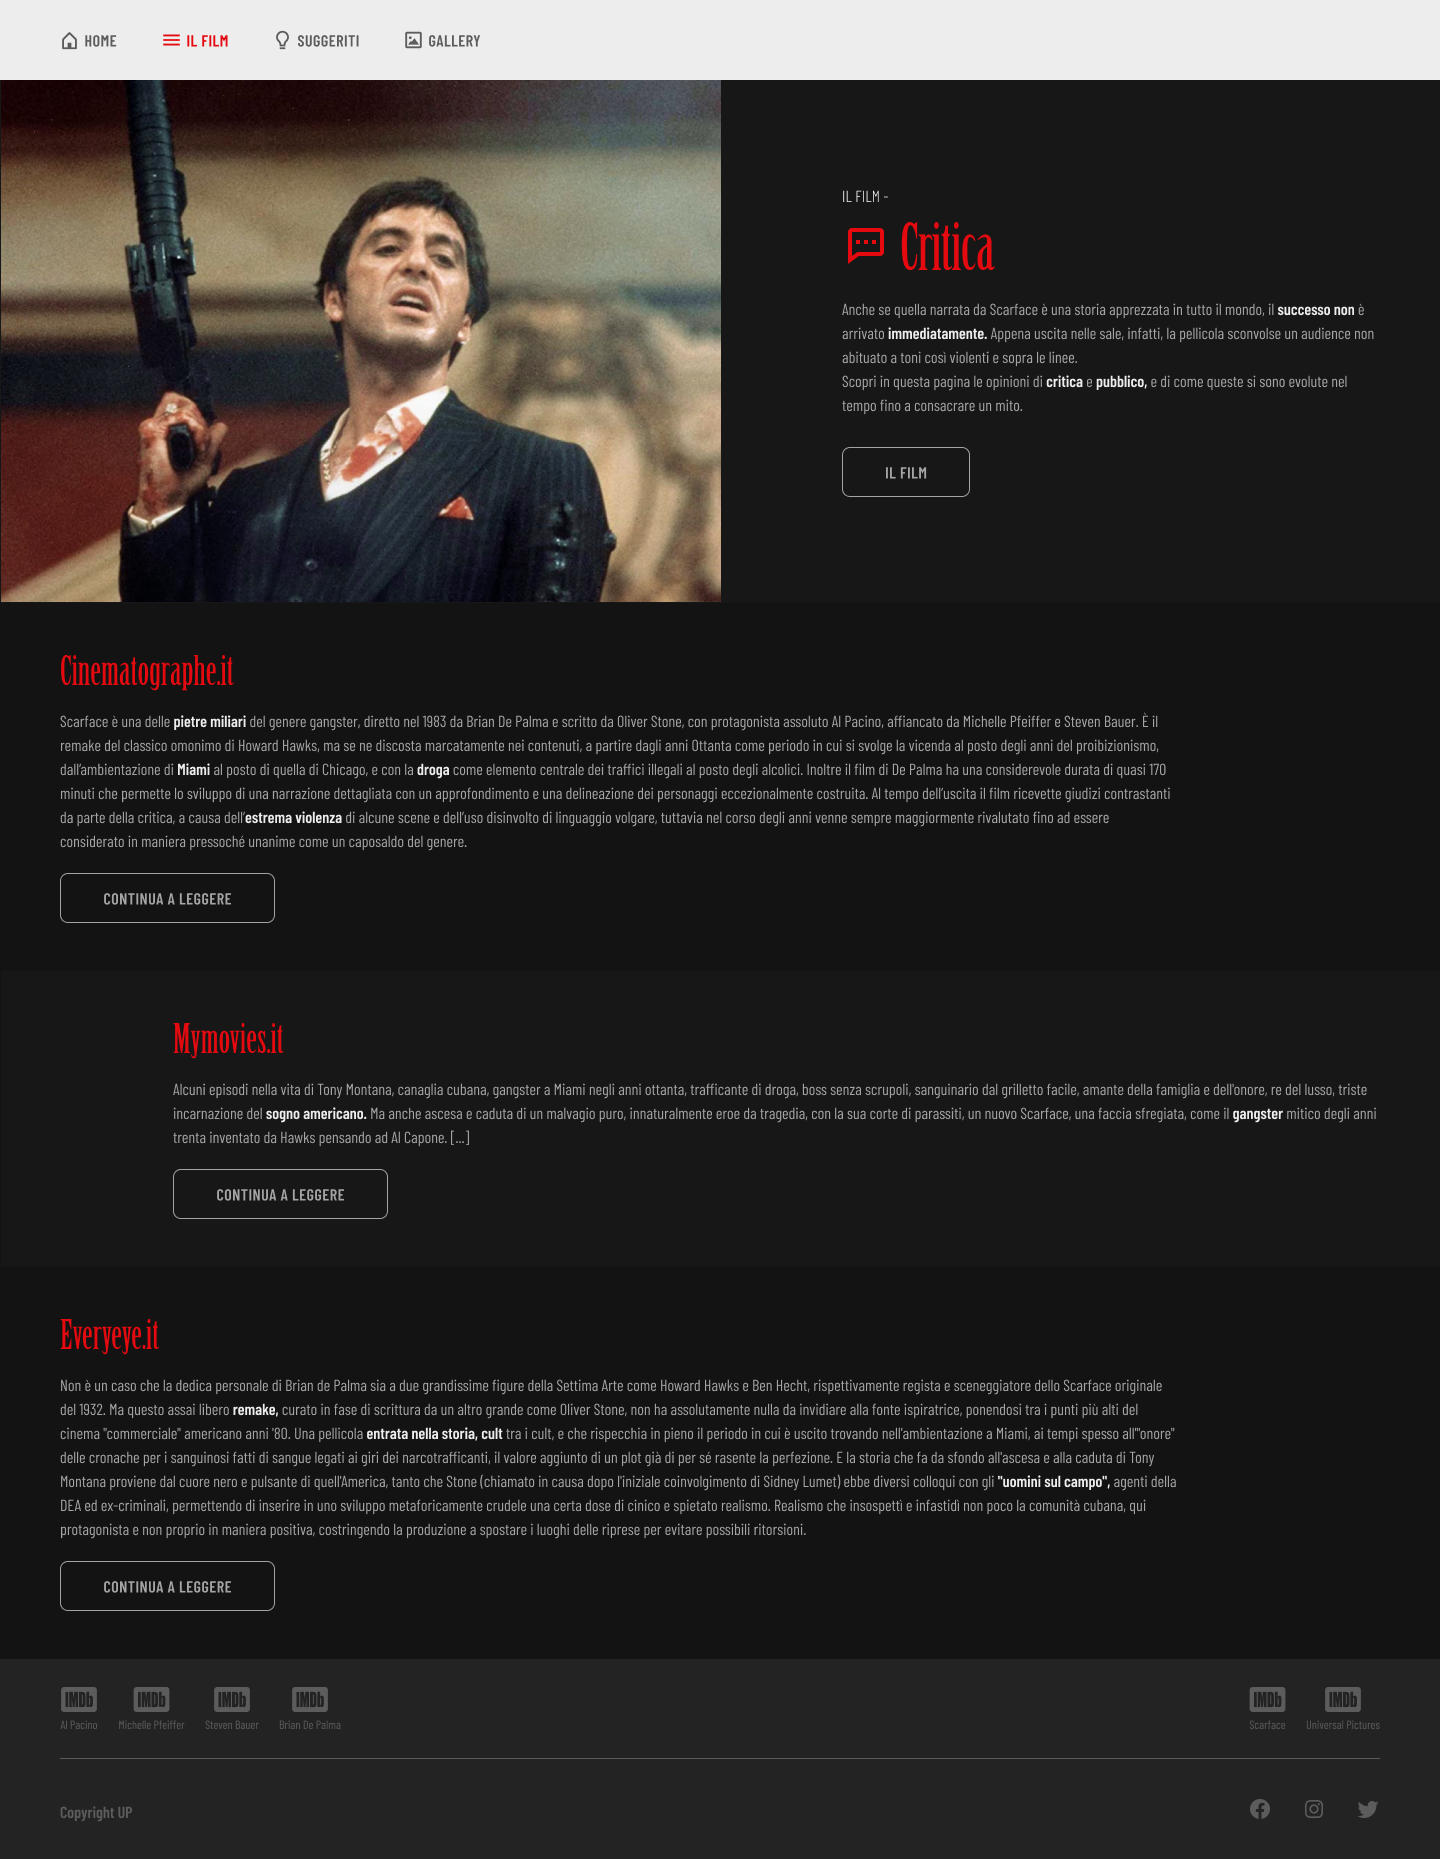 HOME
IL FILM
SUGGERITI
GALLERY
IL FILM -
Critica
Anche se quella narrata da Scarface è una storia apprezzata in tutto il mondo, il successo non è
arrivato immediatamente. Appena uscita nelle sale, infatti, la pellicola sconvolse un audience non
abituato a toni così violenti e sopra le linee.
Scopri in questa pagina le opinioni di critica e pubblico, e di come queste si sono evolute nel
tempo fino a consacrare un mito.
IL FILM
Cinematographe.it
Scarface è una delle pietre miliari del genere gangster, diretto nel 1983 da Brian De Palma e scritto da Oliver Stone, con protagonista assoluto Al Pacino, affiancato da Michelle Pfeiffer e Steven Bauer. È il
remake del classico omonimo di Howard Hawks, ma se ne discosta marcatamente nei contenuti, a partire dagli anni Ottanta come periodo in cui si svolge la vicenda al posto degli anni del proibizionismo,
dall’ambientazione di Miami al posto di quella di Chicago, e con la droga come elemento centrale dei traffici illegali al posto degli alcolici. Inoltre il film di De Palma ha una considerevole durata di quasi 170
minuti che permette lo sviluppo di una narrazione dettagliata con un approfondimento e una delineazione dei personaggi eccezionalmente costruita. Al tempo dell’uscita il film ricevette giudizi contrastanti
da parte della critica, a causa dell’estrema violenza di alcune scene e dell’uso disinvolto di linguaggio volgare, tuttavia nel corso degli anni venne sempre maggiormente rivalutato fino ad essere
considerato in maniera pressoché unanime come un caposaldo del genere.
CONTINUA A LEGGERE
Mymovies.it
Alcuni episodi nella vita di Tony Montana, canaglia cubana, gangster a Miami negli anni ottanta, trafficante di droga, boss senza scrupoli, sanguinario dal grilletto facile, amante della famiglia e dell'onore, re del lusso, triste
incarnazione del sogno americano. Ma anche ascesa e caduta di un malvagio puro, innaturalmente eroe da tragedia, con la sua corte di parassiti, un nuovo Scarface, una faccia sfregiata, come il gangster mitico degli anni
trenta inventato da Hawks pensando ad Al Capone. [...]
CONTINUA A LEGGERE
Everyeye.it
Non è un caso che la dedica personale di Brian de Palma sia a due grandissime figure della Settima Arte come Howard Hawks e Ben Hecht, rispettivamente regista e sceneggiatore dello Scarface originale
del 1932. Ma questo assai libero remake, curato in fase di scrittura da un altro grande come Oliver Stone, non ha assolutamente nulla da invidiare alla fonte ispiratrice, ponendosi tra i punti più alti del
cinema "commerciale" americano anni '80. Una pellicola entrata nella storia, cult tra i cult, e che rispecchia in pieno il periodo in cui è uscito trovando nell'ambientazione a Miami, ai tempi spesso all'"onore"
delle cronache per i sanguinosi fatti di sangue legati ai giri dei narcotrafficanti, il valore aggiunto di un plot già di per sé rasente la perfezione. E la storia che fa da sfondo all'ascesa e alla caduta di Tony
Montana proviene dal cuore nero e pulsante di quell'America, tanto che Stone (chiamato in causa dopo l'iniziale coinvolgimento di Sidney Lumet) ebbe diversi colloqui con gli "uomini sul campo", agenti della
DEA ed ex-criminali, permettendo di inserire in uno sviluppo metaforicamente crudele una certa dose di cinico e spietato realismo. Realismo che insospettì e infastidì non poco la comunità cubana, qui
protagonista e non proprio in maniera positiva, costringendo la produzione a spostare i luoghi delle riprese per evitare possibili ritorsioni.
CONTINUA A LEGGERE
IMDb
Al Pacino
IMDb
Michelle Pfeiffer
IMDb
Steven Bauer
IMDb
Brian De Palma
IMDb
Scarface
IMDb
Universal Pictures
Copyright UP